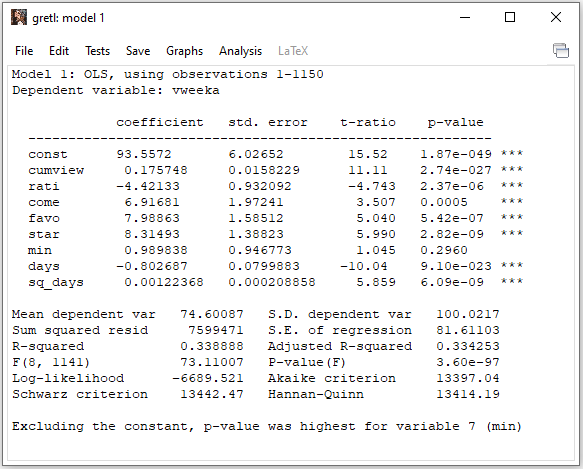 gretl: model 1
File Edit Tests Save Graphs Analysis LaTeX
Model 1: OLS, using observations 1-1150
Dependent variable: vweeka
coefficient std. error t-ratio p-value
-----------------------------------------------------------
const 93.5572 6.02652 15.52 1.87e-049 ***
cumview 0.175748 0.0158229 11.11 2.74e-027 ***
rati −4.42133 0.932092 −4.743 2.37e-06 ***
come 6.91681 1.97241 3.507 0.0005 ***
favo 7.98863 1.58512 5.040 5.42e-07 ***
star 8.31493 1.38823 5.990 2.82e-09 ***
min 0.989838 0.946773 1.045 0.2960
days −0.802687 0.0799883 −10.04 9.10e-023 ***
sq_days 0.00122368 0.000208858 5.859 6.09e-09 ***
Mean dependent var 74.60087 S.D. dependent var 100.0217
Sum squared resid 7599471 S.E. of regression 81.61103
R-squared 0.338888 Adjusted R-squared 0.334253
F(8, 1141) 73.11007 P-value(F) 3.60e-97
Log-likelihood −6689.521 Akaike criterion 13397.04
Schwarz criterion 13442.47 Hannan-Quinn 13414.19
Excluding the constant, p-value was highest for variable 7 (min)